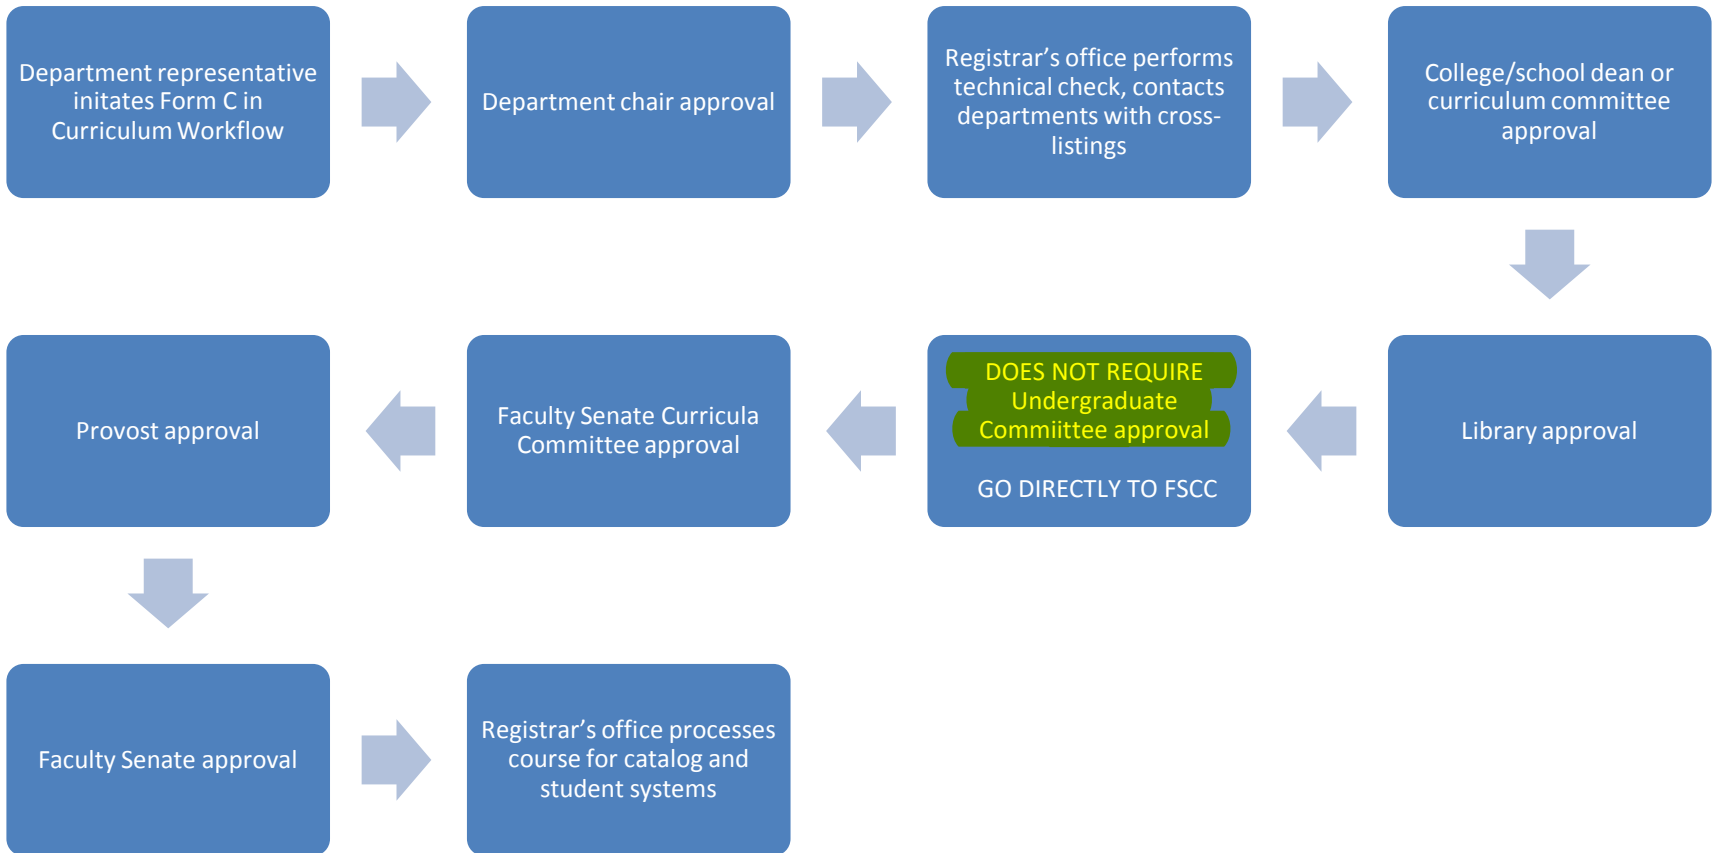 Department representative
initates Form C in
Curriculum Workflow
Department chair approval
Registrar’s office performs
technical check, contacts
departments with cross-
listings
College/school dean or
curriculum committee
approval
Library approval
DOES NOT REQUIRE
Undergraduate
Commiittee approval
GO DIRECTLY TO FSCC
Faculty Senate Curricula
Committee approval
Provost approval
Faculty Senate approval
Registrar’s office processes
course for catalog and
student systems